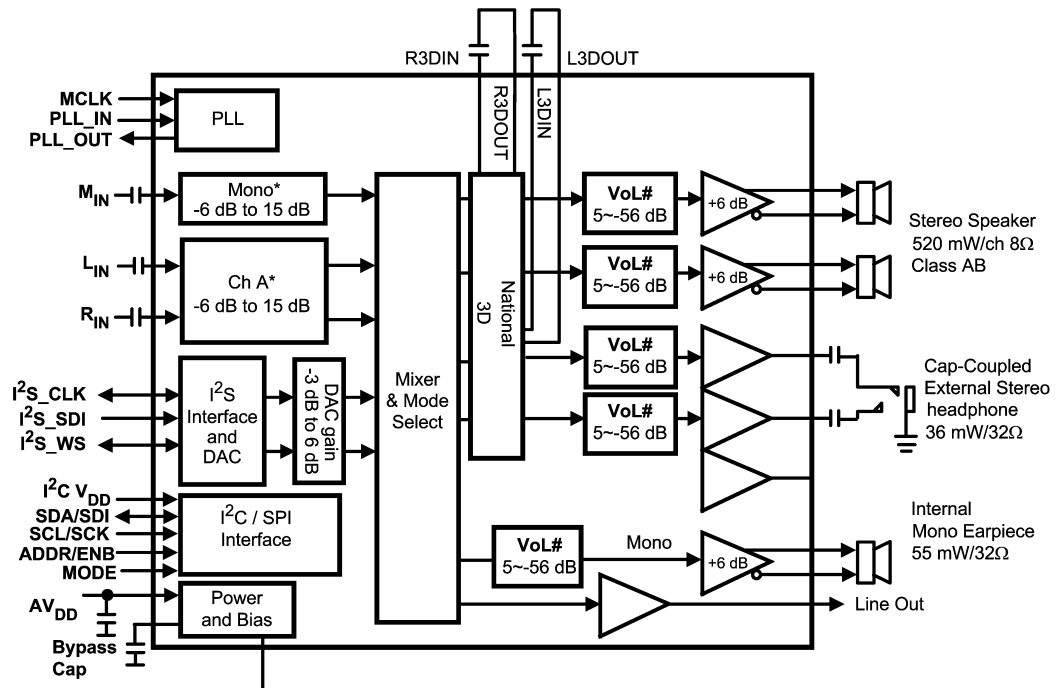 R3DIN
L3DOUT
R3DOUT
L3DIN
MCLK
PLL_IN
PLL_OUT
PLL
M_IN
Mono*
-6 dB to 15 dB
L_IN
R_IN
Ch A*
-6 dB to 15 dB
I²S_CLK
I²S_SDI
I²S_WS
I²S
Interface
and
DAC
DAC gain
-3 dB to 6 dB
Mixer
& Mode
Select
National
3D
VoL#
5~-56 dB
+6 dB
VoL#
5~-56 dB
+6 dB
Stereo Speaker
520 mW/ch 8Ω
Class AB
VoL#
5~-56 dB
VoL#
5~-56 dB
Cap-Coupled
External Stereo
headphone
36 mW/32Ω
I²C V_DD
SDA/SDI
SCL/SCK
ADDR/ENB
MODE
I²C / SPI
Interface
VoL#
5~-56 dB
Mono
+6 dB
Internal
Mono Earpiece
55 mW/32Ω
Line Out
AV_DD
Power
and Bias
Bypass
Cap